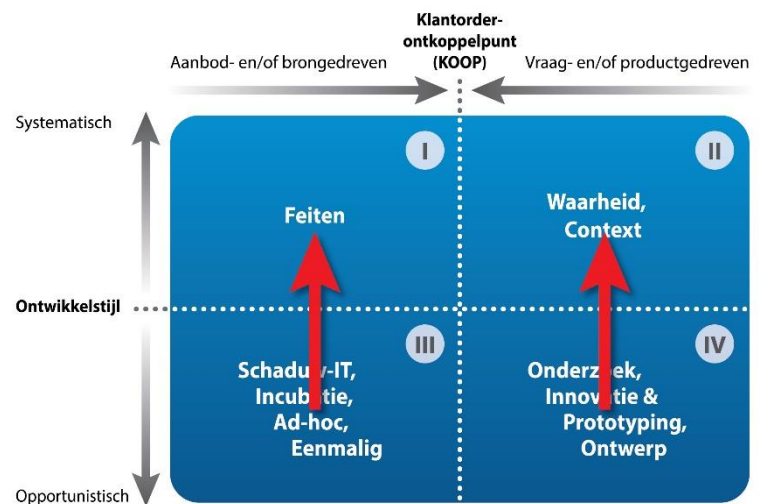 Klantorder-
ontkoppelpunt
(KOOP)
Aanbod- en/of brongedreven
Vraag- en/of productgedreven
Systematisch
I
II
Feiten
Waarheid,
Context
Ontwikkelstijl
III
IV
Schaduw-IT,
Incubatie,
Ad-hoc,
Eenmalig
Onderzoek,
Innovatie &
Prototyping,
Ontwerp
Opportunistisch